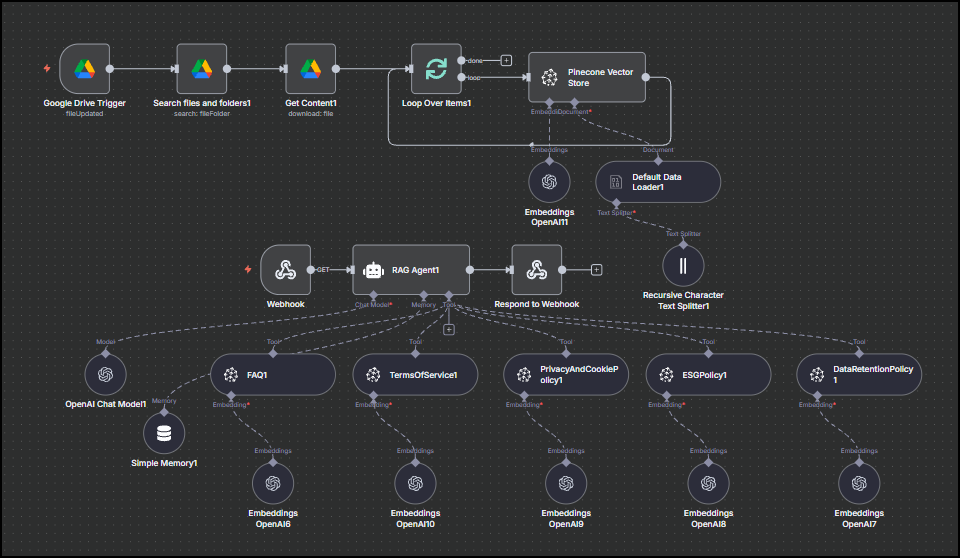 Google Drive Trigger
fileUpdated
Search files and folders1
search: fileFolder
Get Content1
download: file
Loop Over Items1
done
loop
Pinecone Vector
Store
Document*
Embeddings
Embeddings
OpenAI11
Document
Default Data
Loader1
Text Splitter*
Text Splitter
Recursive Character
Text Splitter1
Webhook
GET
RAG Agent1
Chat Model*
Memory
Tool
Respond to Webhook
Model
OpenAI Chat Model1
Memory
Simple Memory1
Tool
FAQ1
Embedding*
Embeddings
Embeddings
OpenAI6
Tool
TermsOfService1
Embedding*
Embeddings
Embeddings
OpenAI10
Tool
PrivacyAndCookieP
olicy1
Embedding*
Embeddings
Embeddings
OpenAI9
Tool
ESGPolicy1
Embedding*
Embeddings
Embeddings
OpenAI8
Tool
DataRetentionPolicy
1
Embedding*
Embeddings
Embeddings
OpenAI7